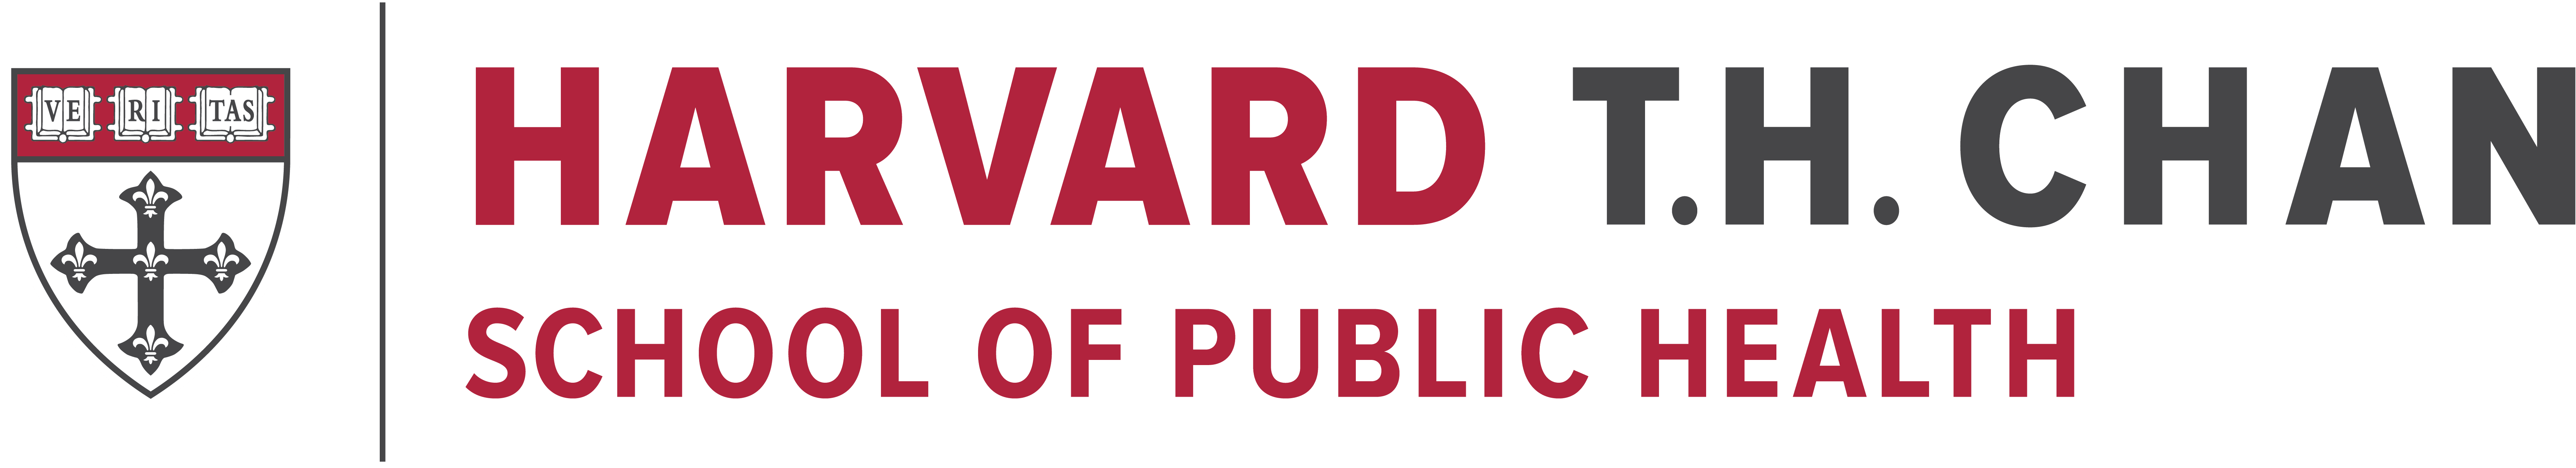 VE RI TAS
HARVARD T.H. CHAN
SCHOOL OF PUBLIC HEALTH